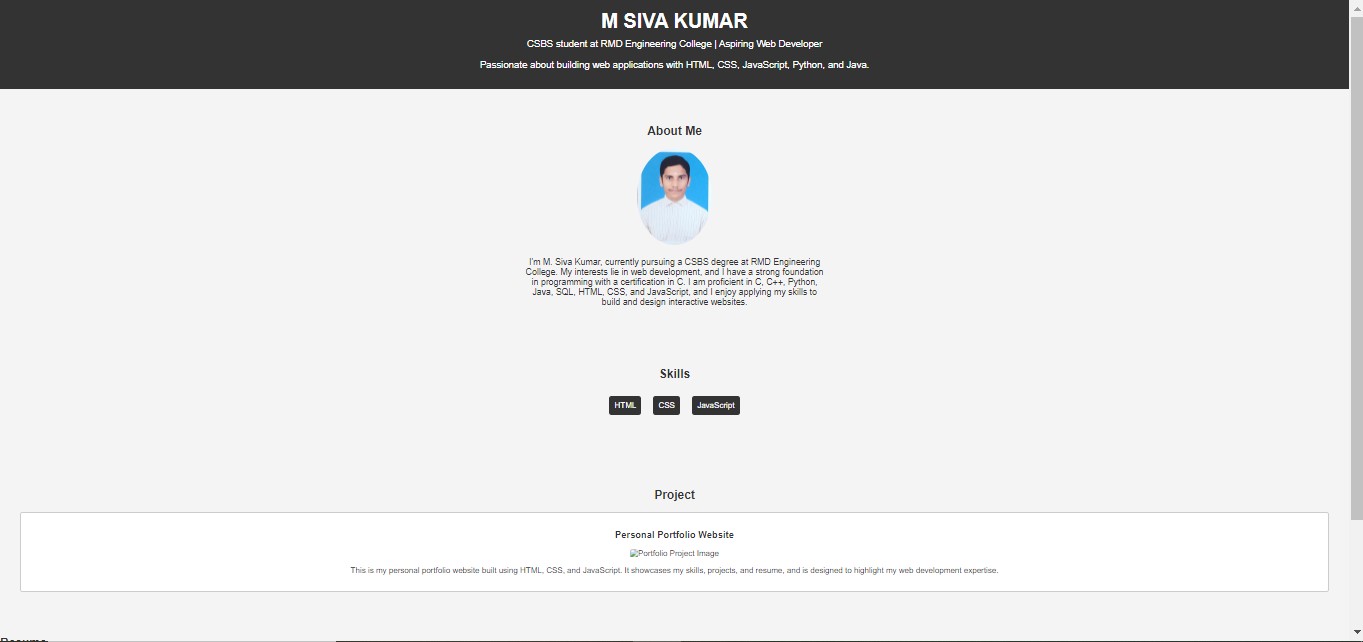 M SIVA KUMAR
CSBS student at RMD Engineering College | Aspiring Web Developer
Passionate about building web applications with HTML, CSS, JavaScript, Python, and Java.
About Me
I'm M. Siva Kumar, currently pursuing a CSBS degree at RMD Engineering
College. My interests lie in web development, and I have a strong foundation
in programming with a certification in C. I am proficient in C, C++, Python,
Java, SQL, HTML, CSS, and JavaScript, and I enjoy applying my skills to
build and design interactive websites.
Skills
HTML CSS JavaScript
Project
Personal Portfolio Website
Portfolio Project Image
This is my personal portfolio website built using HTML, CSS, and JavaScript. It showcases my skills, projects, and resume, and is designed to highlight my web development expertise.